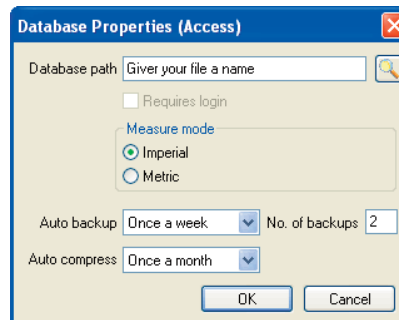 Database Properties (Access)
Database path Giver your file a name
Requires login
Measure mode
Imperial
Metric
Auto backup Once a week No. of backups 2
Auto compress Once a month
OK Cancel